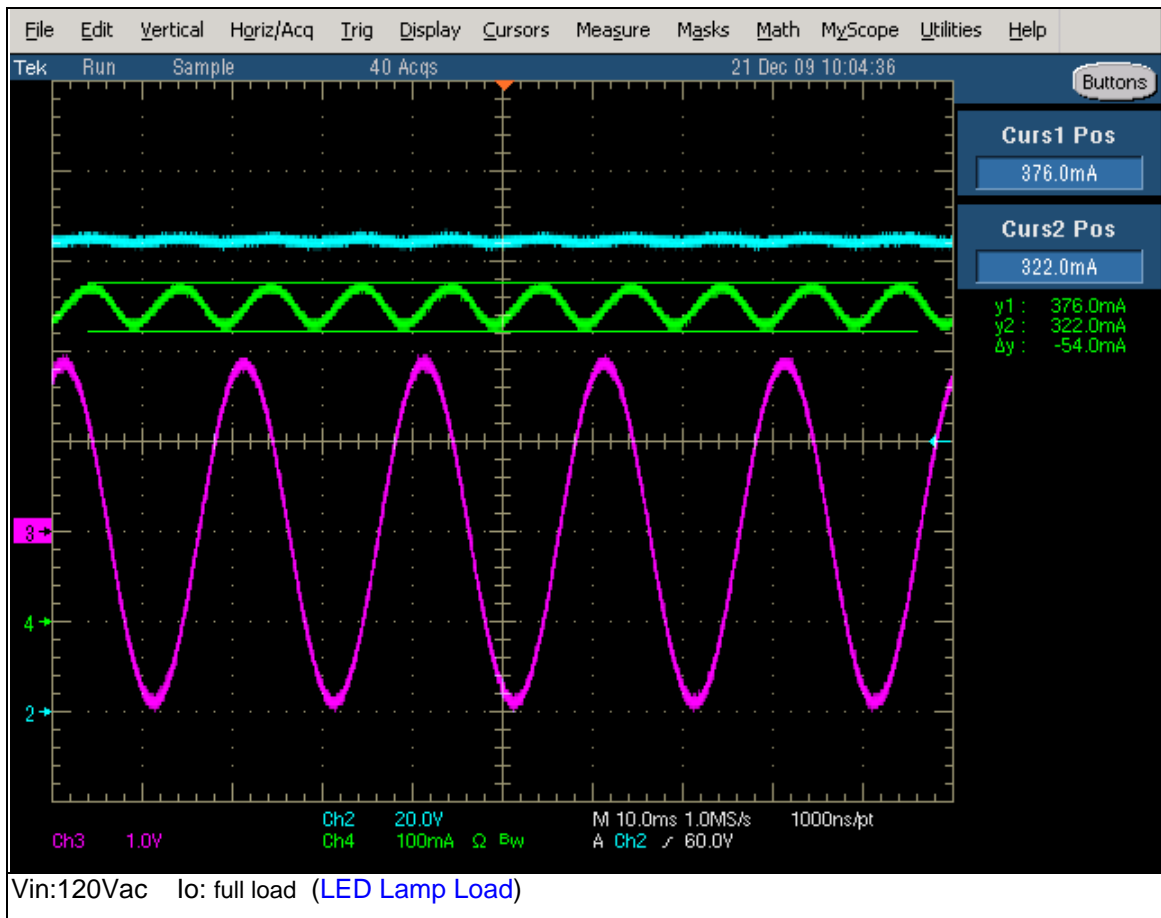 File Edit Vertical Horiz/Acq Trig Display Cursors Measure Masks Math MyScope Utilities Help
Tek Run Sample 40 Acqs 21 Dec 09 10:04:36
Buttons
Curs1 Pos
376.0mA
Curs2 Pos
322.0mA
y1 : 376.0mA
y2 : 322.0mA
Δy : -54.0mA
3
4
2
Ch2 20.0V M 10.0ms 1.0MS/s 1000ns/pt
Ch3 1.0V Ch4 100mA Ω Bw A Ch2 ⁄ 60.0V
Vin:120Vac Io: full load (LED Lamp Load)